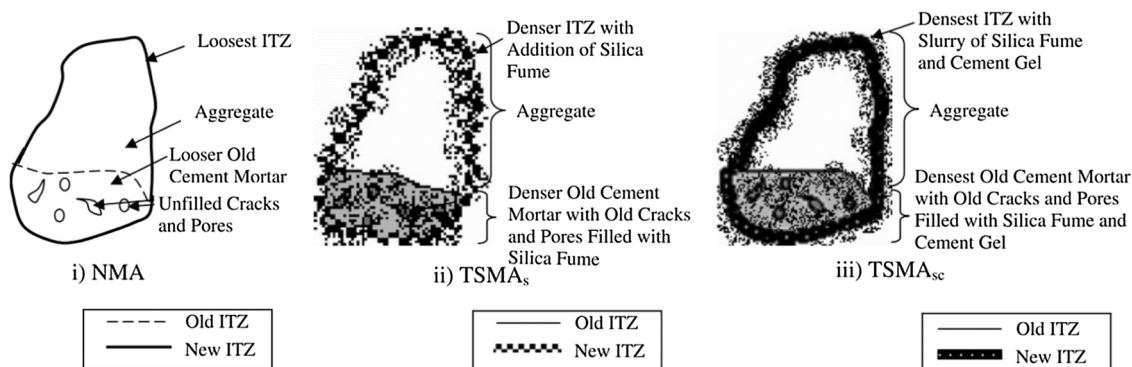 Loosest ITZ
Aggregate
Looser Old
Cement Mortar
Unfilled Cracks
and Pores
i) NMA
Old ITZ
New ITZ
Denser ITZ with
Addition of Silica
Fume
Aggregate
Denser Old Cement
Mortar with Old Cracks
and Pores Filled with
Silica Fume
ii) TSMAs
Old ITZ
New ITZ
Densest ITZ with
Slurry of Silica Fume
and Cement Gel
Aggregate
Densest Old Cement Mortar
with Old Cracks and Pores
Filled with Silica Fume and
Cement Gel
iii) TSMAsc
Old ITZ
New ITZ